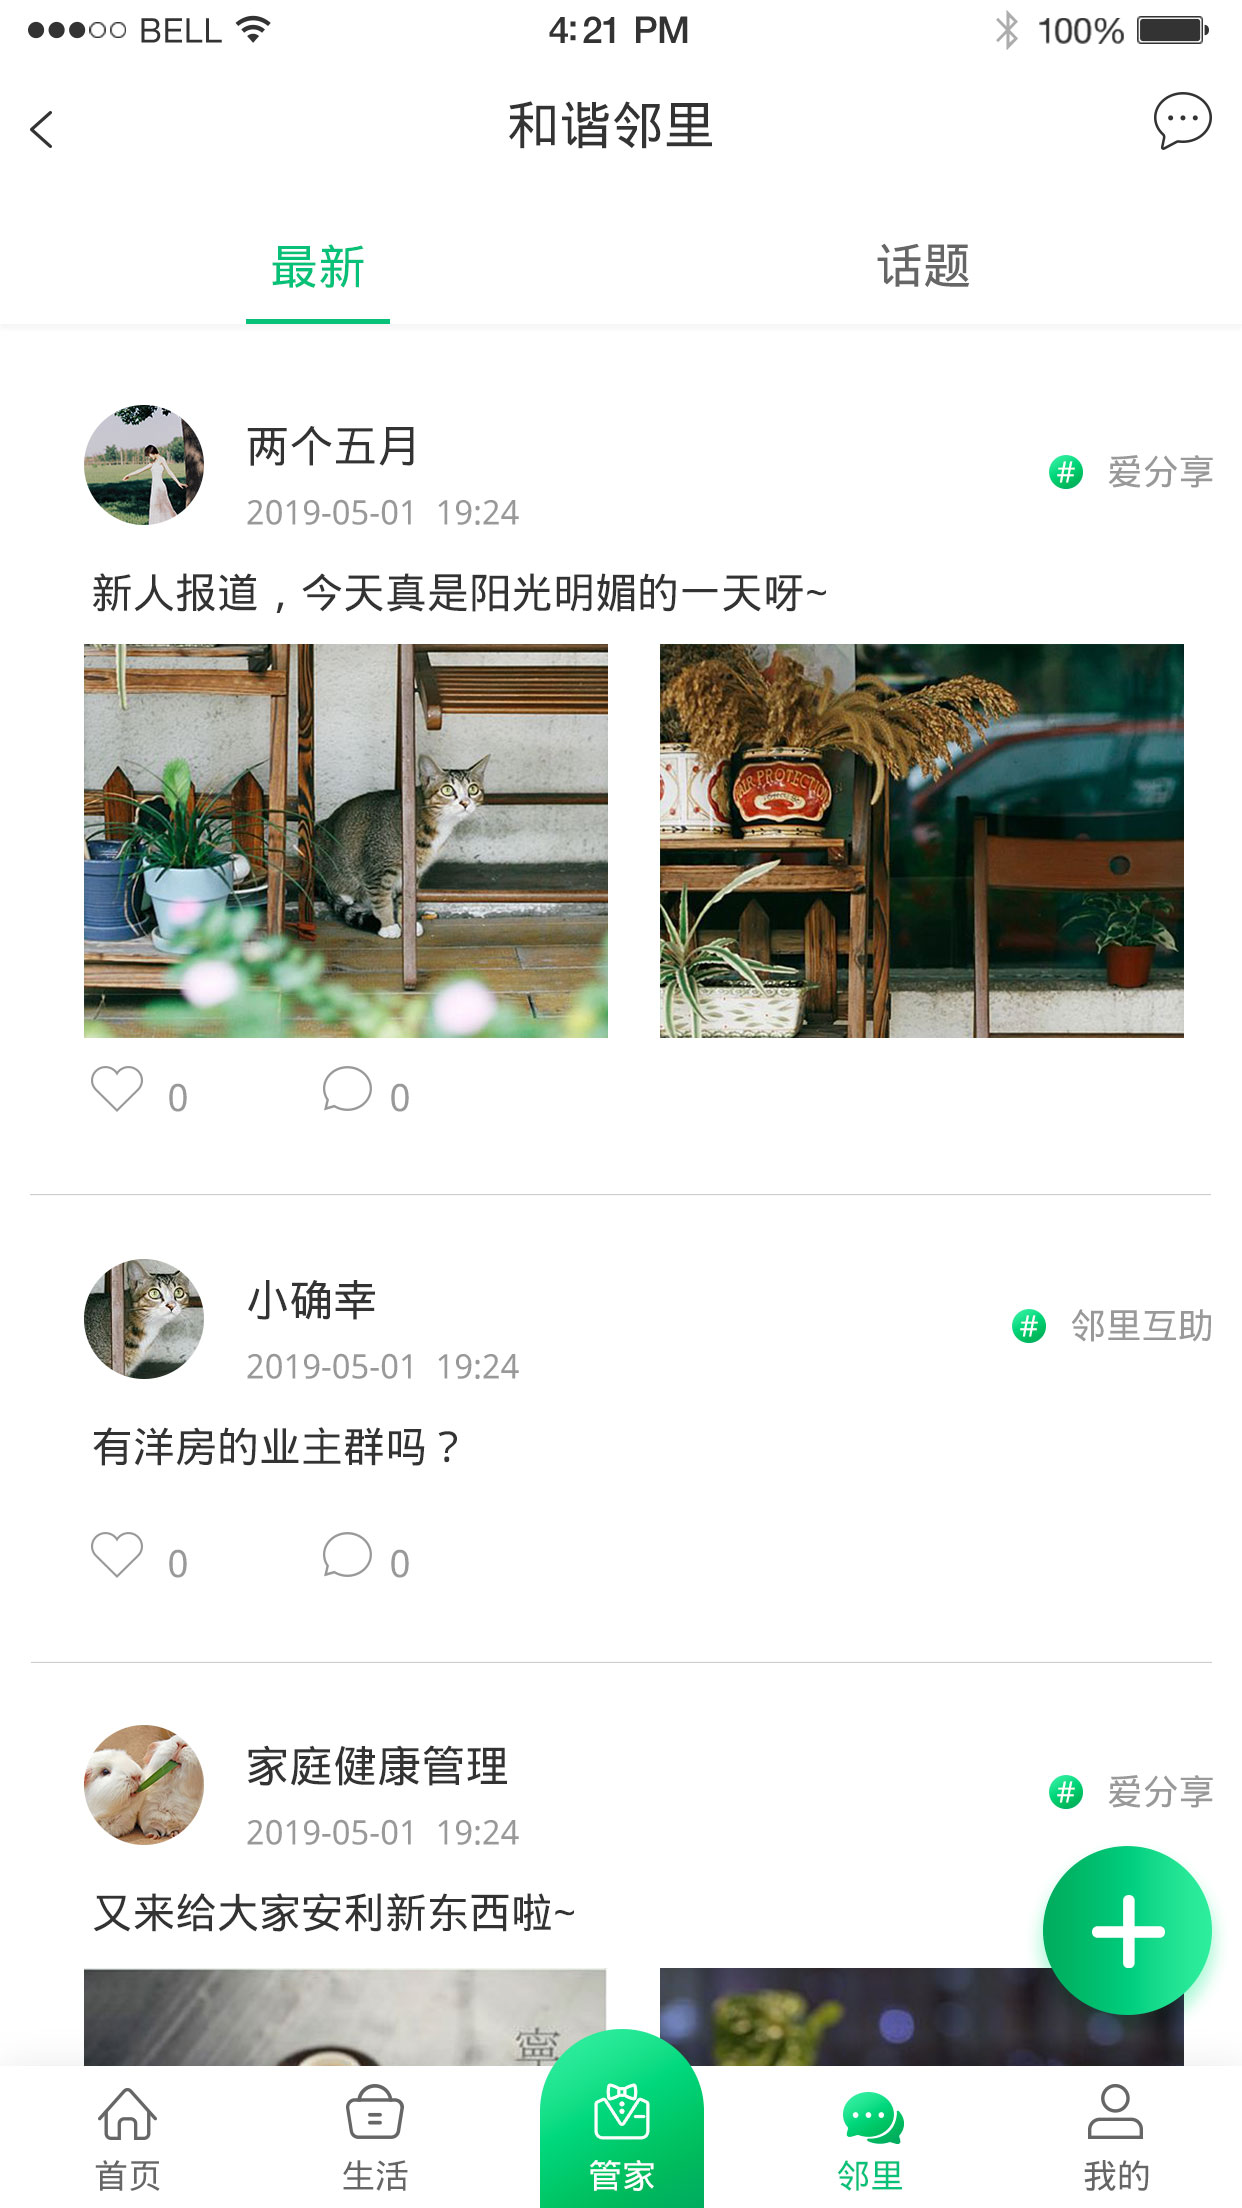 BELL 4:21 PM 100%
和谐邻里
最新 话题
两个五月
# 爱分享
2019-05-01 19:24
新人报道，今天真是阳光明媚的一天呀~
AIR-PROTECTION
0 0
小确幸
# 邻里互助
2019-05-01 19:24
有洋房的业主群吗？
0 0
家庭健康管理
# 爱分享
2019-05-01 19:24
又来给大家安利新东西啦~
寧
首页 生活 管家 邻里 我的